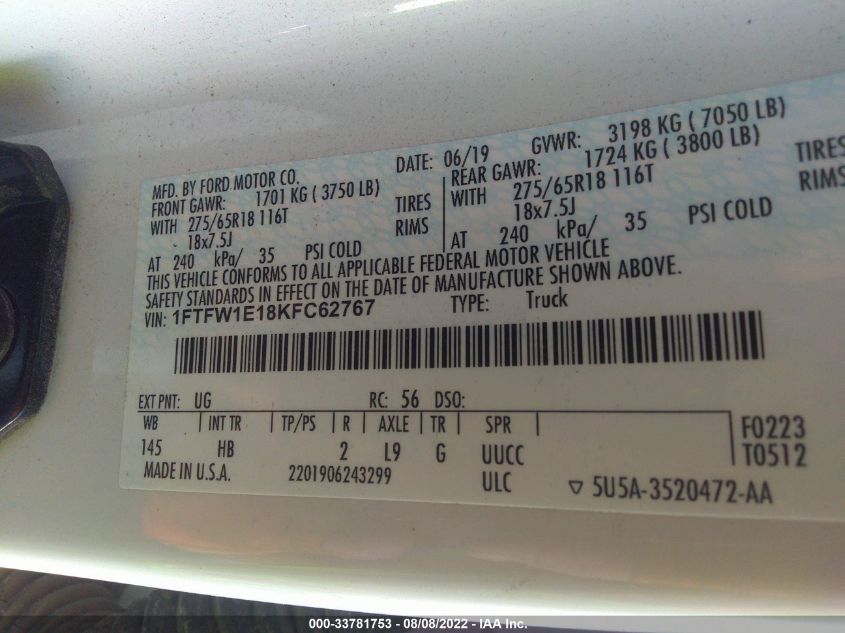 MFD. BY FORD MOTOR CO.
DATE: 06/19
GVWR: 3198 KG ( 7050 LB)
FRONT GAWR: 1701 KG ( 3750 LB)
REAR GAWR: 1724 KG ( 3800 LB)
WITH 275/65R18 116T TIRES
WITH 275/65R18 116T TIRES
18x7.5J RIMS
18x7.5J RIMS
AT 240 kPa/ 35 PSI COLD
AT 240 kPa/ 35 PSI COLD
THIS VEHICLE CONFORMS TO ALL APPLICABLE FEDERAL MOTOR VEHICLE
SAFETY STANDARDS IN EFFECT ON THE DATE OF MANUFACTURE SHOWN ABOVE.
VIN: 1FTFW1E18KFC62767 TYPE: Truck
EXT PNT: UG RC: 56 DSO:
WB INT TR TP/PS R AXLE TR SPR F0223
145 HB 2 L9 G UUCC T0512
MADE IN U.S.A. 2201906243299 ULC ▽ 5U5A-3520472-AA
000-33781753 - 08/08/2022 - IAA Inc.